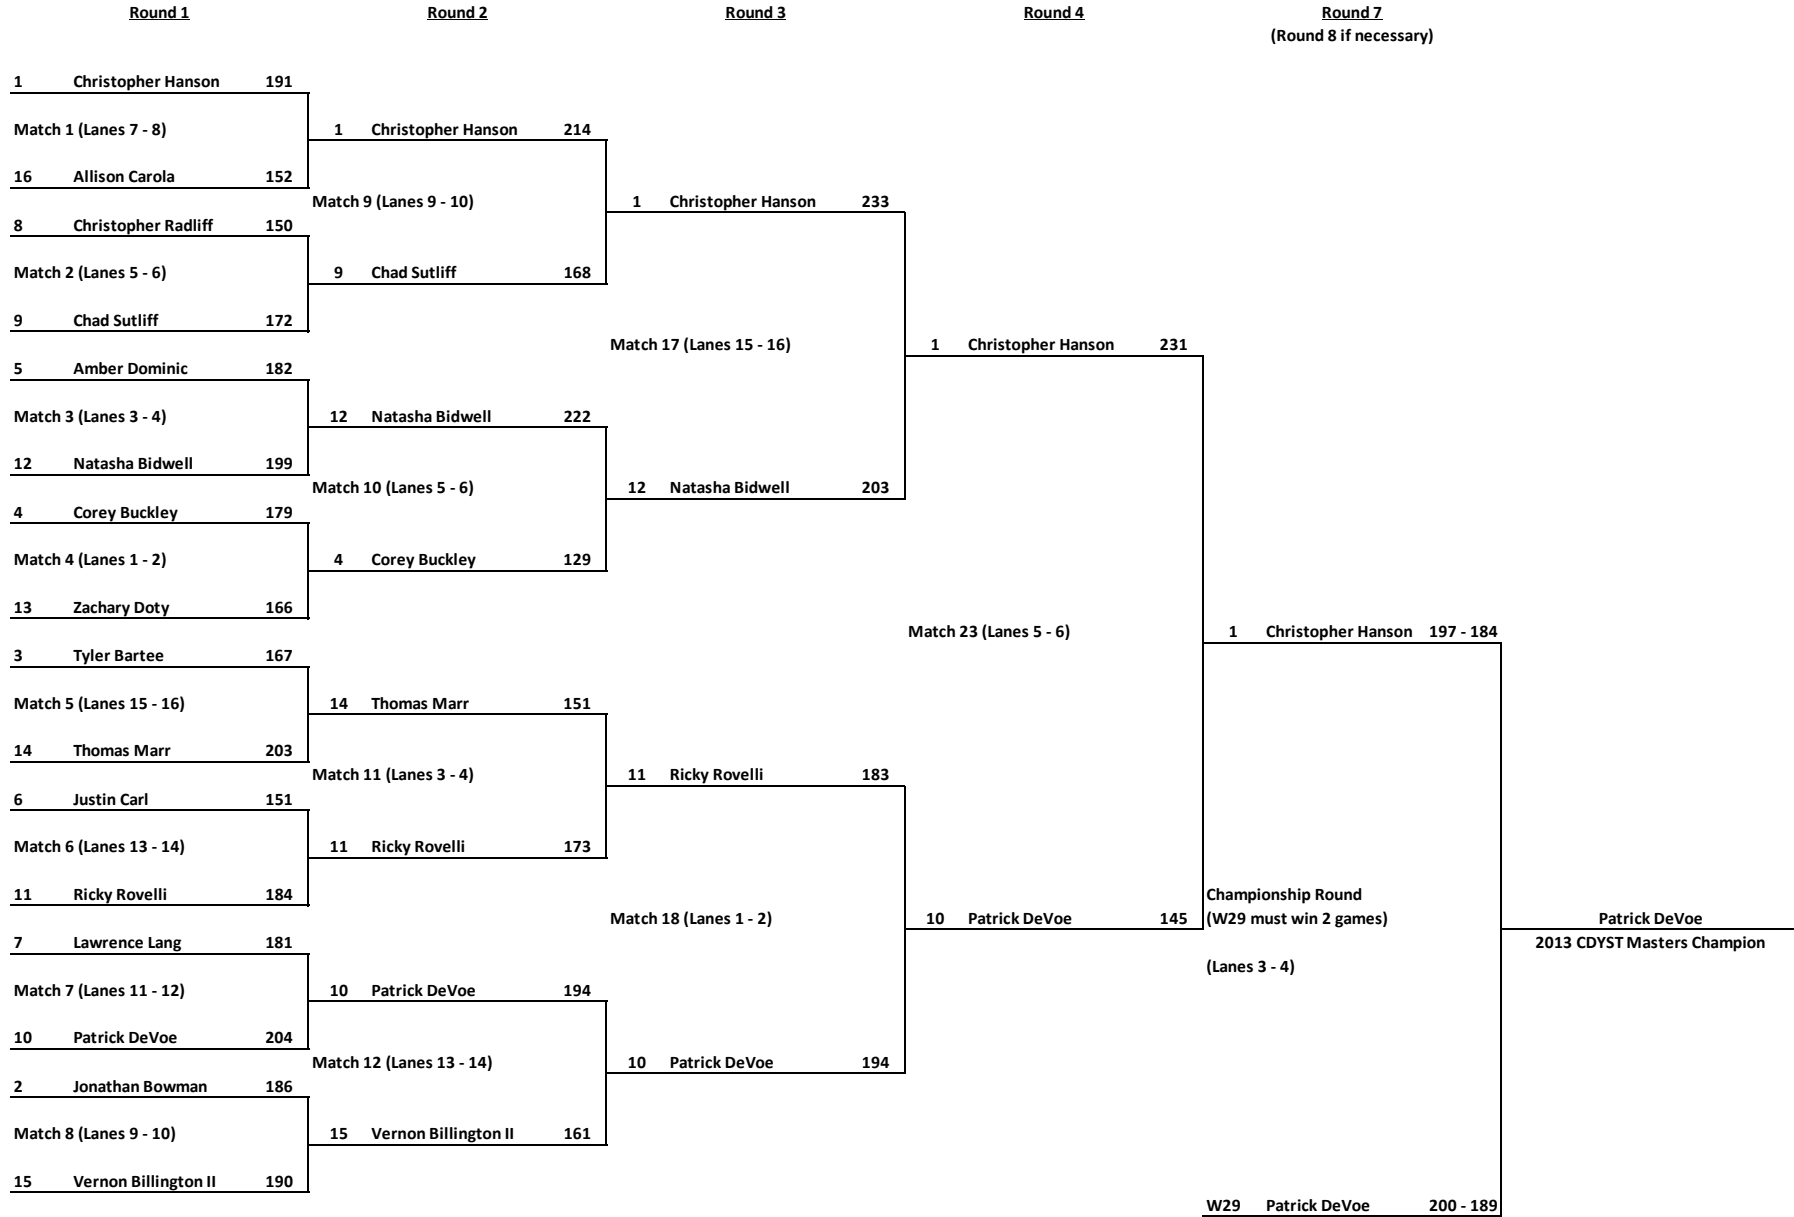 Round 1 Round 2 Round 3 Round 4 Round 7
(Round 8 if necessary)
1 Christopher Hanson 191
Match 1 (Lanes 7 - 8) 1 Christopher Hanson 214
16 Allison Carola 152
Match 9 (Lanes 9 - 10) 1 Christopher Hanson 233
8 Christopher Radliff 150
Match 2 (Lanes 5 - 6) 9 Chad Sutliff 168
9 Chad Sutliff 172
Match 17 (Lanes 15 - 16) 1 Christopher Hanson 231
5 Amber Dominic 182
Match 3 (Lanes 3 - 4) 12 Natasha Bidwell 222
12 Natasha Bidwell 199
Match 10 (Lanes 5 - 6) 12 Natasha Bidwell 203
4 Corey Buckley 179
Match 4 (Lanes 1 - 2) 4 Corey Buckley 129
13 Zachary Doty 166
Match 23 (Lanes 5 - 6) 1 Christopher Hanson 197 - 184
3 Tyler Bartee 167
Match 5 (Lanes 15 - 16) 14 Thomas Marr 151
14 Thomas Marr 203
Match 11 (Lanes 3 - 4) 11 Ricky Rovelli 183
6 Justin Carl 151
Match 6 (Lanes 13 - 14) 11 Ricky Rovelli 173
11 Ricky Rovelli 184 Championship Round
Match 18 (Lanes 1 - 2) 10 Patrick DeVoe 145 (W29 must win 2 games) Patrick DeVoe
7 Lawrence Lang 181 2013 CDYST Masters Champion
(Lanes 3 - 4)
Match 7 (Lanes 11 - 12) 10 Patrick DeVoe 194
10 Patrick DeVoe 204
Match 12 (Lanes 13 - 14) 10 Patrick DeVoe 194
2 Jonathan Bowman 186
Match 8 (Lanes 9 - 10) 15 Vernon Billington II 161
15 Vernon Billington II 190
W29 Patrick DeVoe 200 - 189